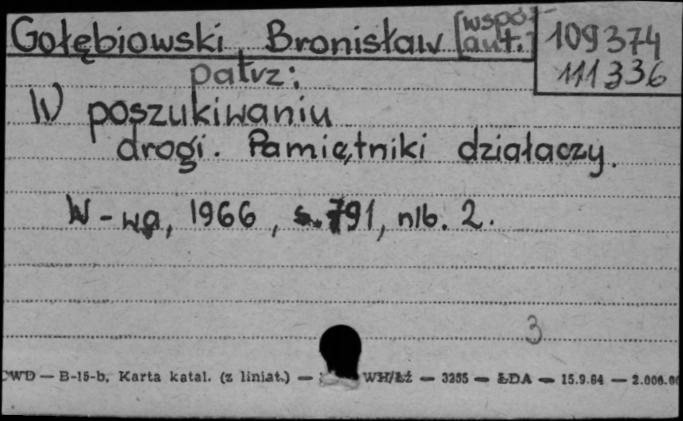 Gołębiowski Bronisław [współ-
aut.]
109374
111336
patrz:
W poszukiwaniu
drogi. Pamiętniki działaczy.
W-wa, 1966, s. 791, nlb. 2.
3
CWD — B-15-b, Karta katal. (z liniat.) — WH/Łź — 3255 — ŁDA — 15.9.64 — 2.000.00